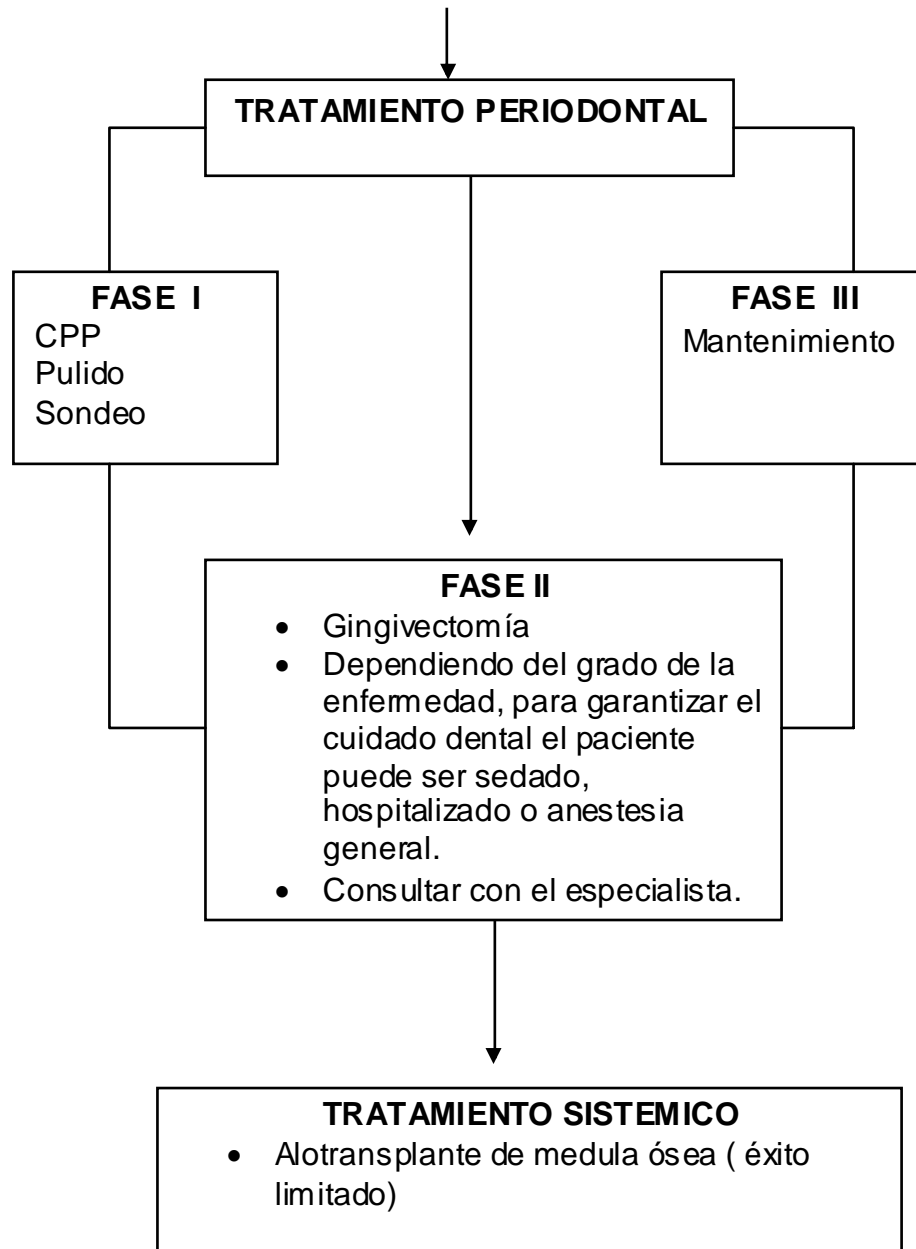 TRATAMIENTO PERIODONTAL
FASE I
CPP
Pulido
Sondeo
FASE III
Mantenimiento
FASE II
• Gingivectomía
• Dependiendo del grado de la
enfermedad, para garantizar el
cuidado dental el paciente
puede ser sedado,
hospitalizado o anestesia
general.
• Consultar con el especialista.
TRATAMIENTO SISTEMICO
• Alotransplante de medula ósea ( éxito
limitado)